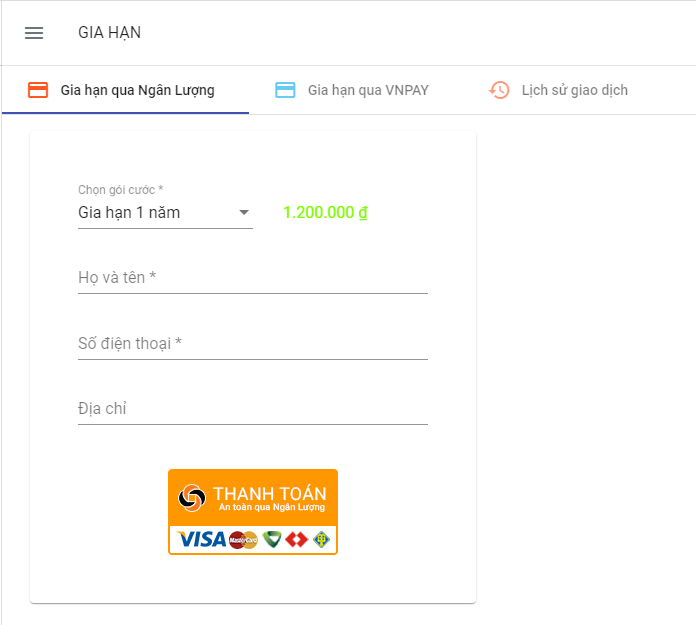 GIA HẠN
Gia hạn qua Ngân Lượng
Gia hạn qua VNPAY
Lịch sử giao dịch
Chọn gói cước *
Gia hạn 1 năm
1.200.000 ₫
Họ và tên *
Số điện thoại *
Địa chỉ
THANH TOÁN
An toàn qua Ngân Lượng
VISA MasterCard